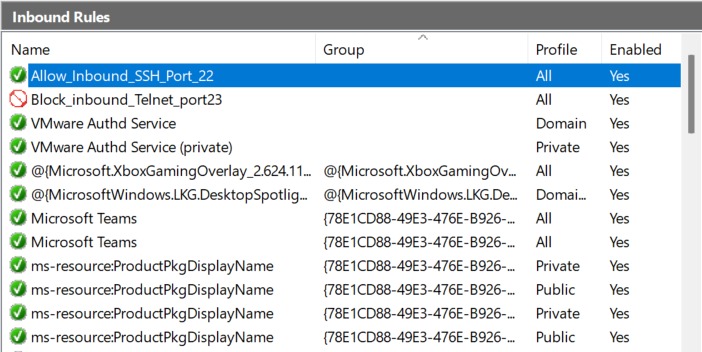 Inbound Rules
Name Group Profile Enabled
Allow_Inbound_SSH_Port_22 All Yes
Block_inbound_Telnet_port23 All Yes
VMware Authd Service Domain Yes
VMware Authd Service (private) Private Yes
@{Microsoft.XboxGamingOverlay_2.624.11... @{Microsoft.XboxGamingOv... All Yes
@{MicrosoftWindows.LKG.DesktopSpotlig... @{MicrosoftWindows.LKG.De... Domai... Yes
Microsoft Teams {78E1CD88-49E3-476E-B926-... All Yes
Microsoft Teams {78E1CD88-49E3-476E-B926-... All Yes
ms-resource:ProductPkgDisplayName {78E1CD88-49E3-476E-B926-... Private Yes
ms-resource:ProductPkgDisplayName {78E1CD88-49E3-476E-B926-... Public Yes
ms-resource:ProductPkgDisplayName {78E1CD88-49E3-476E-B926-... Private Yes
ms-resource:ProductPkgDisplayName {78E1CD88-49E3-476E-B926-... Public Yes